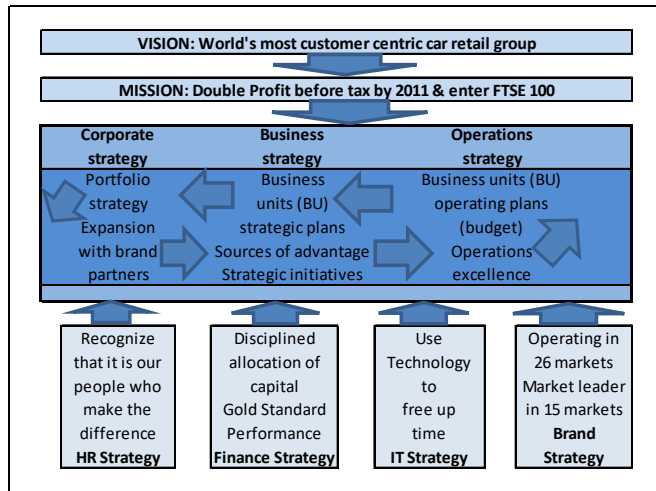 VISION: World's most customer centric car retail group
MISSION: Double Profit before tax by 2011 & enter FTSE 100
Corporate
strategy
Portfolio
strategy
Expansion
with brand
partners
Business
strategy
Business
units (BU)
strategic plans
Sources of advantage
Strategic initiatives
Operations
strategy
Business units (BU)
operating plans
(budget)
Operations
excellence
Recognize
that it is our
people who
make the
difference
HR Strategy
Disciplined
allocation of
capital
Gold Standard
Performance
Finance Strategy
Use
Technology
to
free up
time
IT Strategy
Operating in
26 markets
Market leader
in 15 markets
Brand
Strategy